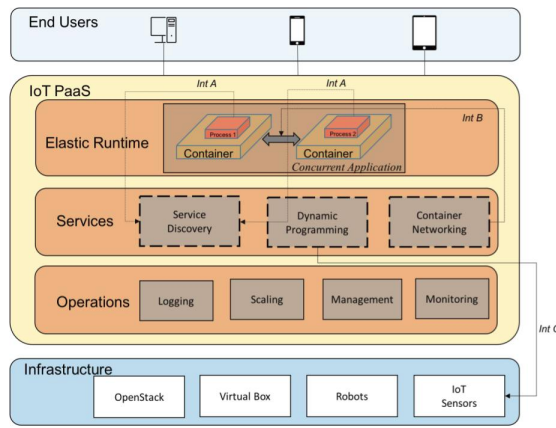 End Users
IoT PaaS
Int A
Int A
Int B
Elastic Runtime
Process 1
Process 2
Container
Container
Concurrent Application
Services
Service
Discovery
Dynamic
Programming
Container
Networking
Operations
Logging
Scaling
Management
Monitoring
Int C
Infrastructure
OpenStack
Virtual Box
Robots
IoT
Sensors